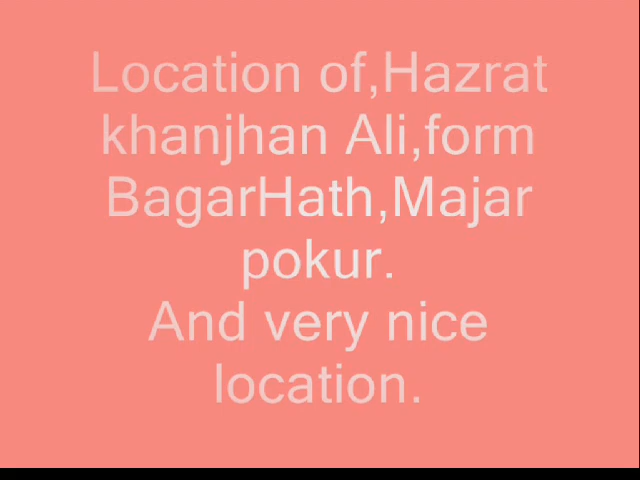 Location of,Hazrat
khanjhan Ali,form
BagarHath,Majar
pokur.
And very nice
location.